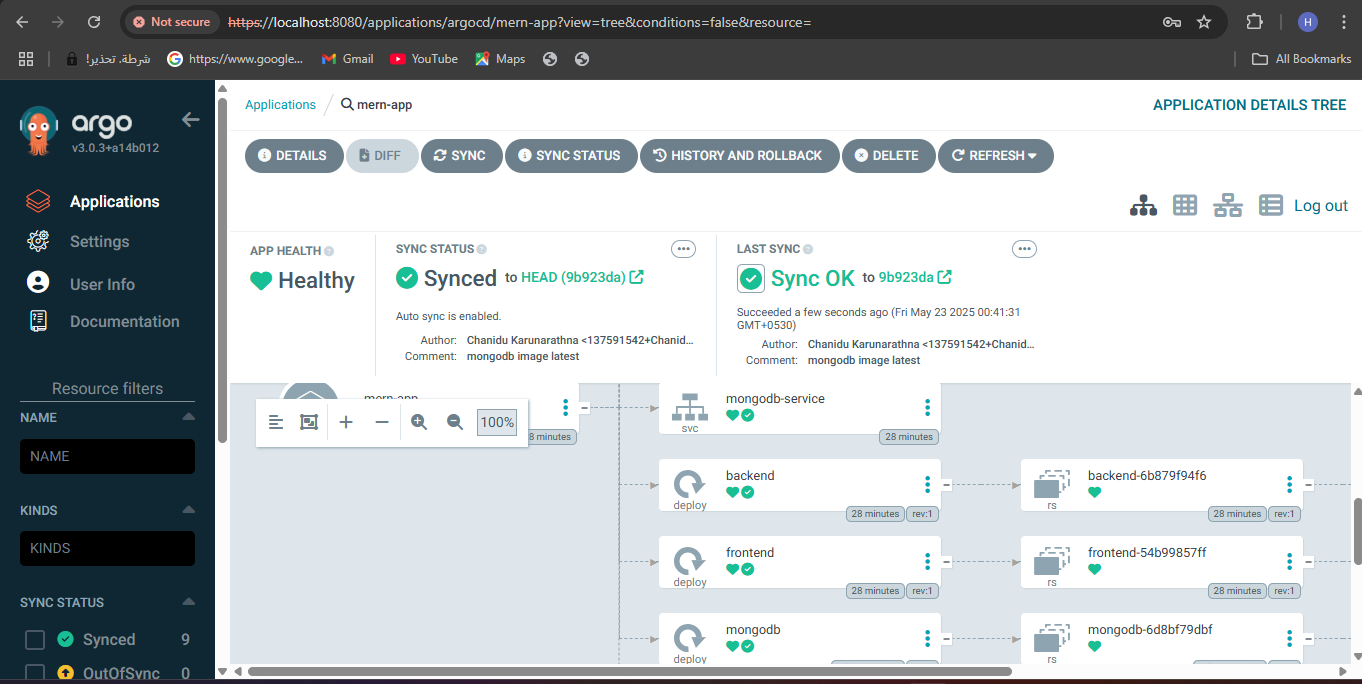 Not secure https://localhost:8080/applications/argocd/mern-app?view=tree&conditions=false&resource= H
شرطة. تحذير! https://www.google... Gmail YouTube Maps All Bookmarks
argo
v3.0.3+a14b012
Applications
Settings
User Info
Documentation
Resource filters
NAME
NAME
KINDS
KINDS
SYNC STATUS
Synced 9
OutOfSync 0
Applications / mern-app APPLICATION DETAILS TREE
DETAILS DIFF SYNC SYNC STATUS HISTORY AND ROLLBACK DELETE REFRESH
Log out
APP HEALTH
Healthy
SYNC STATUS
Synced to HEAD (9b923da)
Auto sync is enabled.
Author: Chanidu Karunarathna <137591542+Chanid...
Comment: mongodb image latest
LAST SYNC
Sync OK to 9b923da
Succeeded a few seconds ago (Fri May 23 2025 00:41:31
GMT+0530)
Author: Chanidu Karunarathna <137591542+Chanid...
Comment: mongodb image latest
mern-app
100%
8 minutes
mongodb-service
svc
28 minutes
backend
deploy
28 minutes rev:1
backend-6b879f94f6
rs
28 minutes rev:1
frontend
deploy
28 minutes rev:1
frontend-54b99857ff
rs
28 minutes rev:1
mongodb
deploy
mongodb-6d8bf79dbf
rs